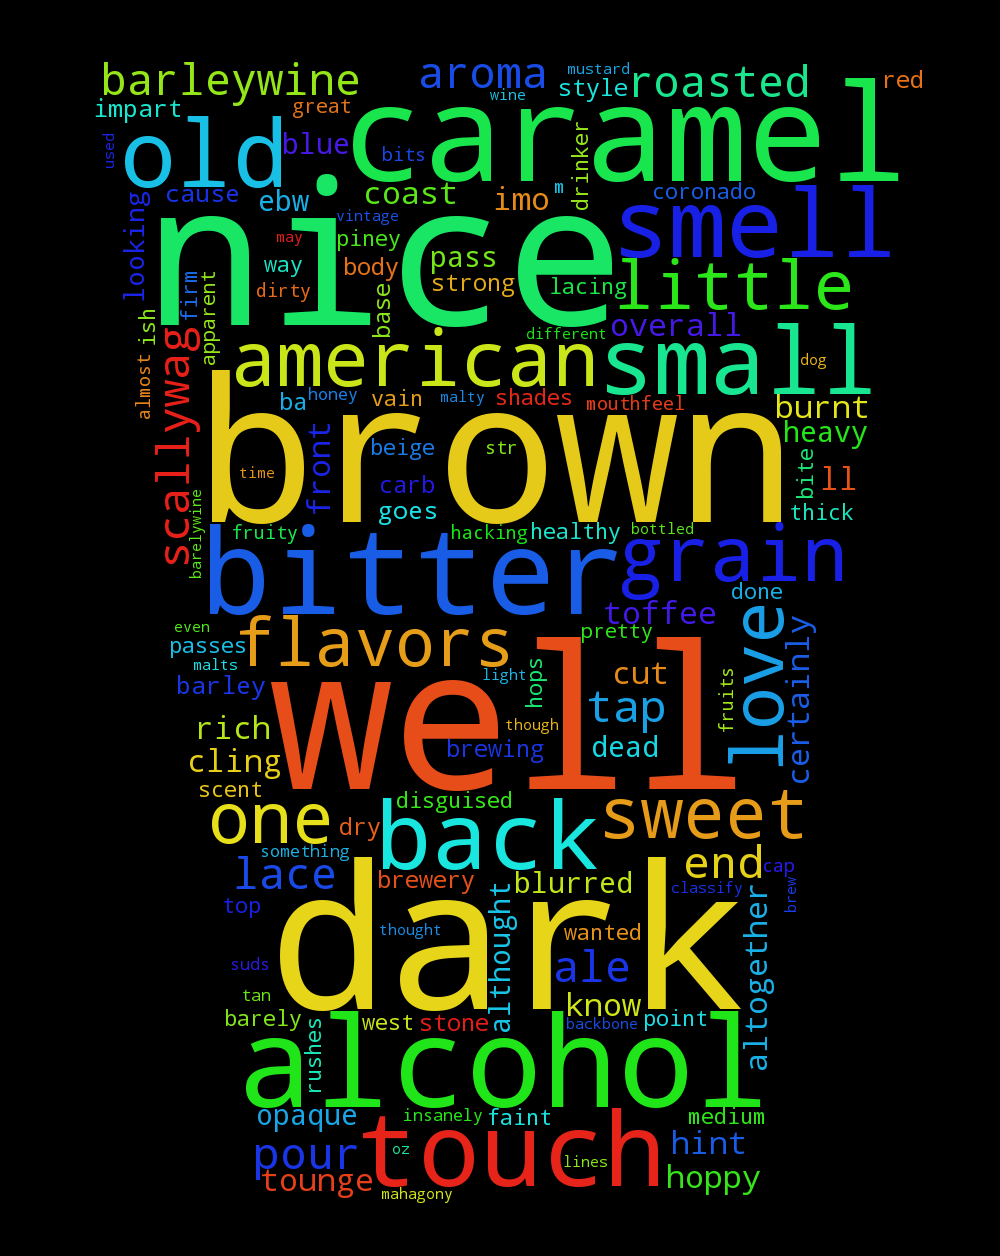 barleywine
aroma
mustard
wine
style
roasted
red
impart
great
caramel
used
old
blue
bits
drinker
cause
ebw
coast
imo
m
coronado
smell
looking
vintage
nice
may
piney
pass
way
body
strong
dirty
lacing
little
firm
apparent
base
ish
different
overall
american
small
dog
almost
scallywag
ba
honey
vain
malty
shades
mouthfeel
burnt
brown
front
beige
str
heavy
time
carb
bite
ll
goes
thick
barelywine
fruity
hacking
healthy
bottled
bitter
grain
done
toffee
even
flavors
pretty
love
certainly
passes
malts
barley
light
hops
cut
fruits
well
tap
rich
though
brewing
dead
cling
scent
disguised
one
dry
back
sweet
something
lace
brewery
blurred
end
cap
classify
brew
top
dark
thought
althought
wanted
altogether
suds
ale
tan
know
barely
rushes
west
stone
backbone
point
alcohol
opaque
insanely
faint
medium
pour
touch
hint
oz
lines
tounge
hoppy
mahagony